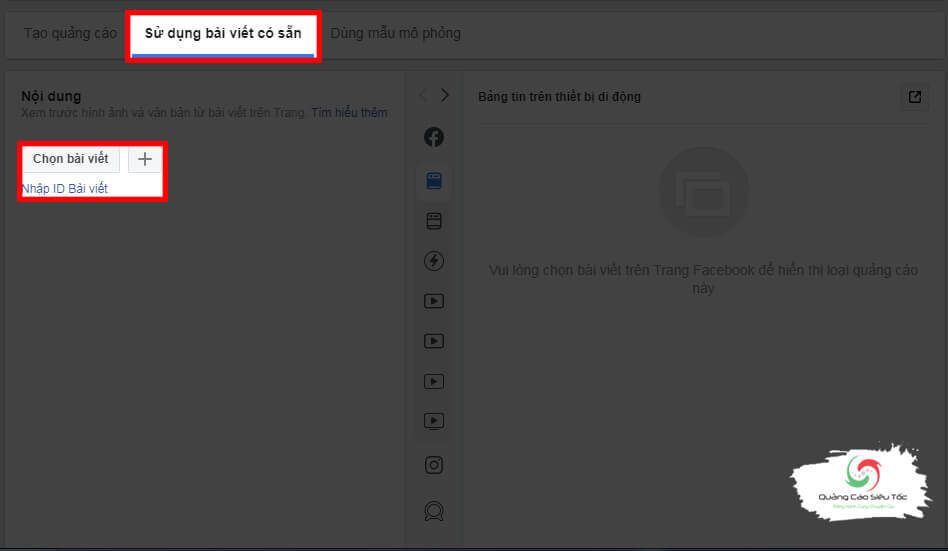 Tạo quảng cáo
Sử dụng bài viết có sẵn
Dùng mẫu mô phỏng
Nội dung
Xem trước hình ảnh và văn bản từ bài viết trên Trang. Tìm hiểu thêm
Chọn bài viết
Nhập ID Bài viết
Bảng tin trên thiết bị di động
Vui lòng chọn bài viết trên Trang Facebook để hiển thị loại quảng cáo
này
Quảng Cáo Siêu Tốc